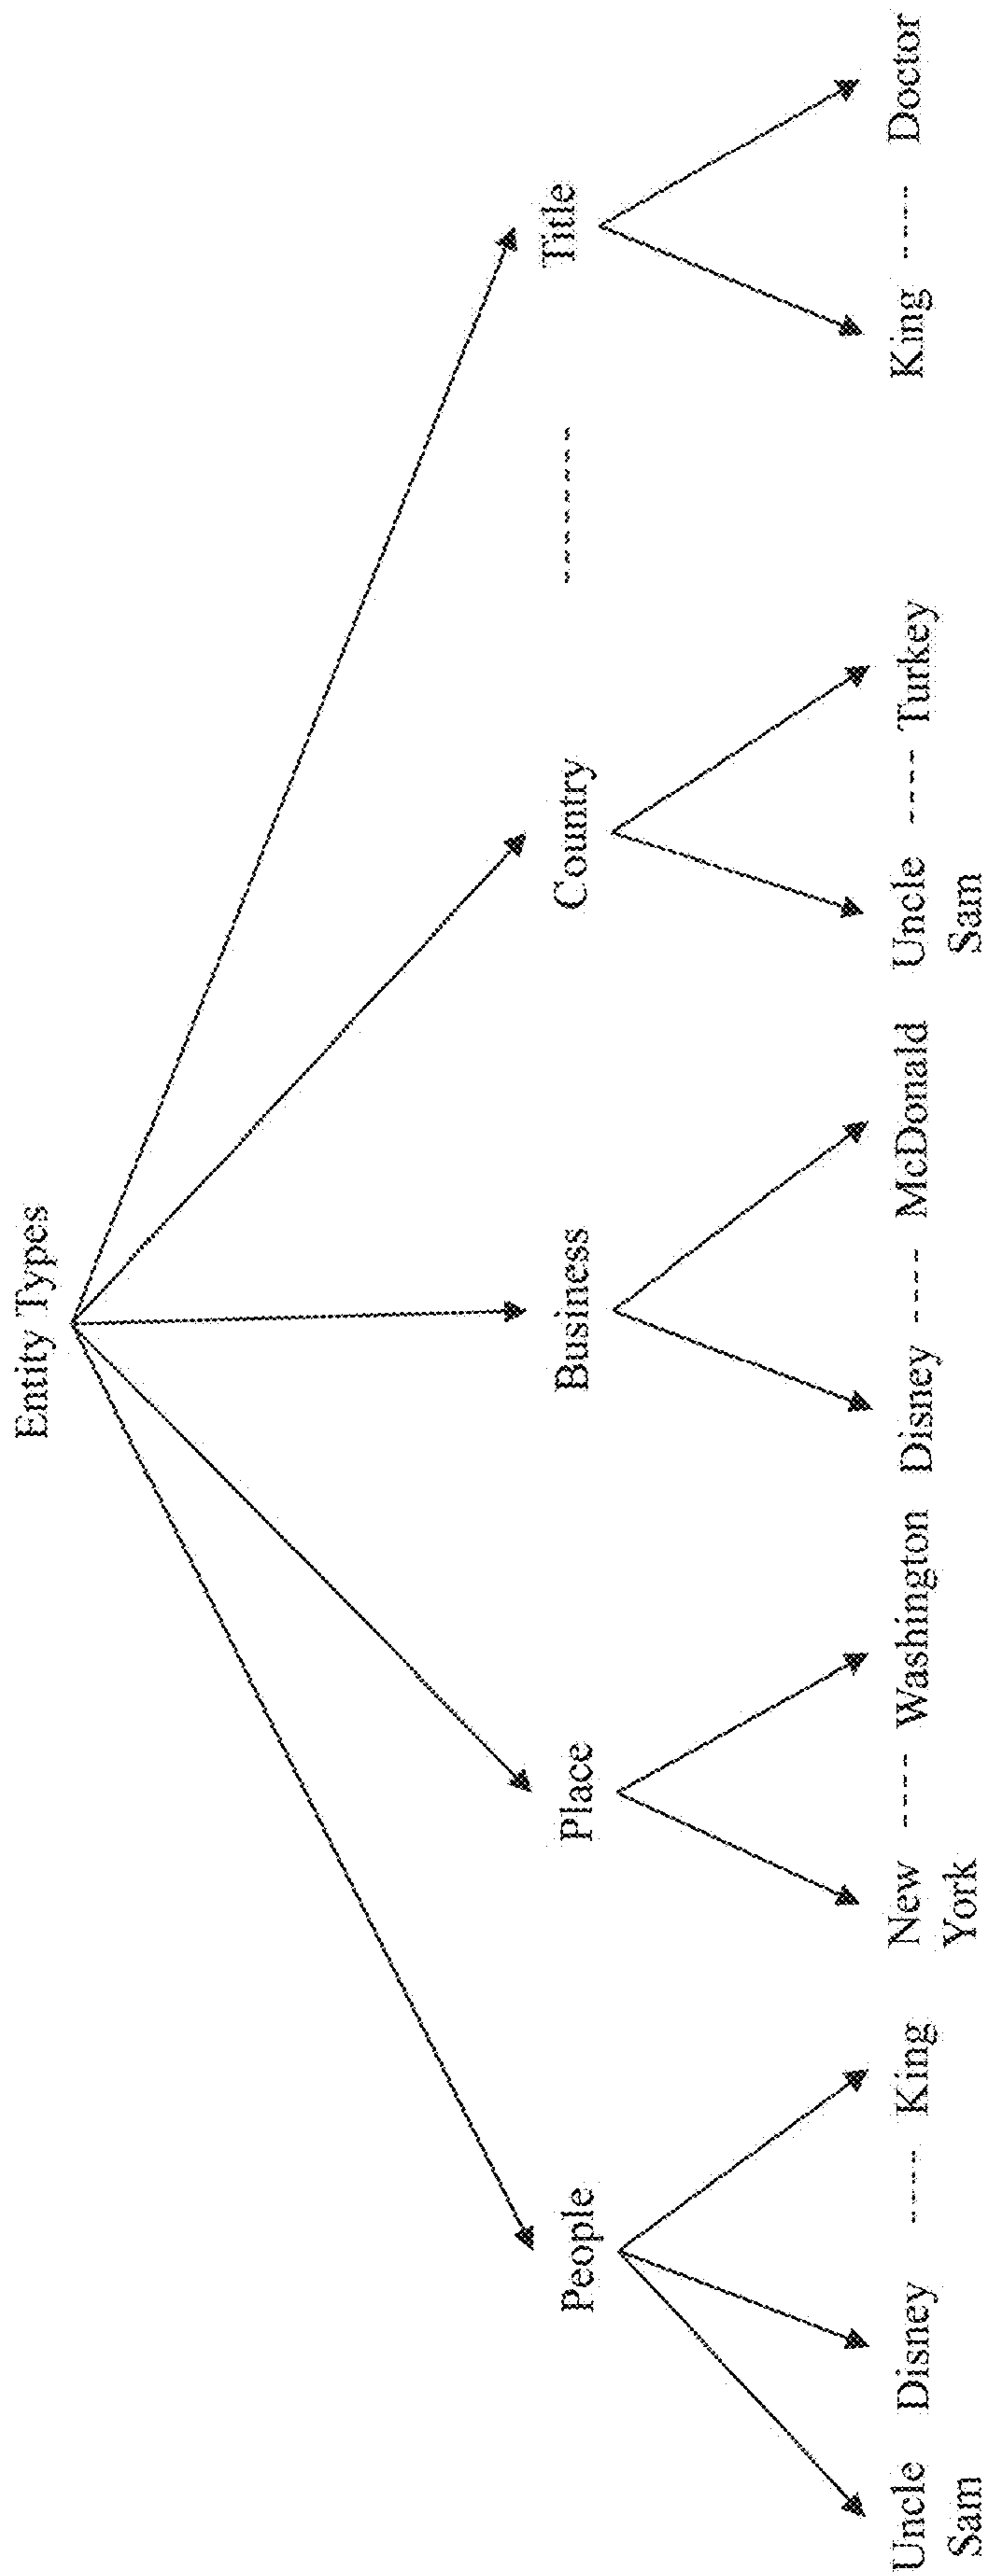 Entity Types
People
Place
Business
Country
--------
Title
Uncle
Sam
Disney
----
King
New
York
----
Washington
Disney
----
McDonald
Uncle
Sam
----
Turkey
King
----
Doctor